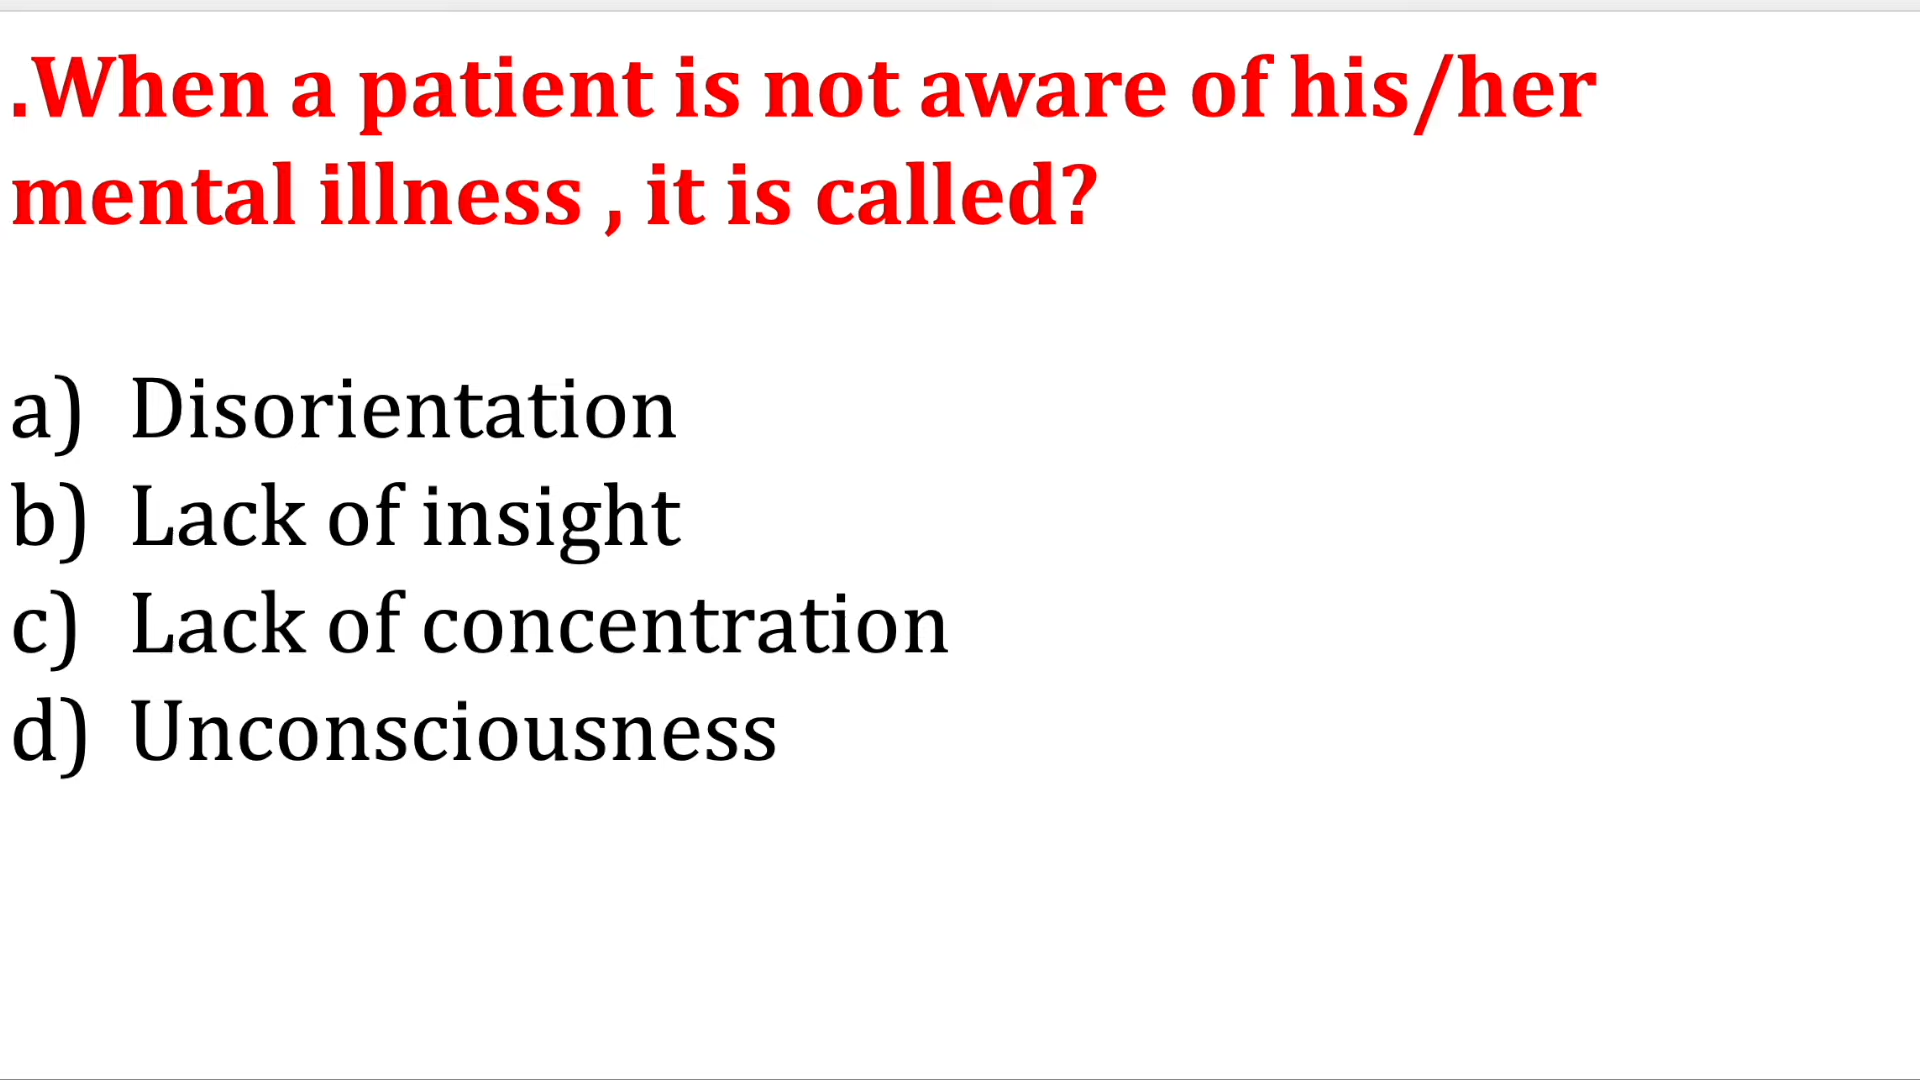 .When a patient is not aware of his/her
mental illness , it is called?
a) Disorientation
b) Lack of insight
c) Lack of concentration
d) Unconsciousness